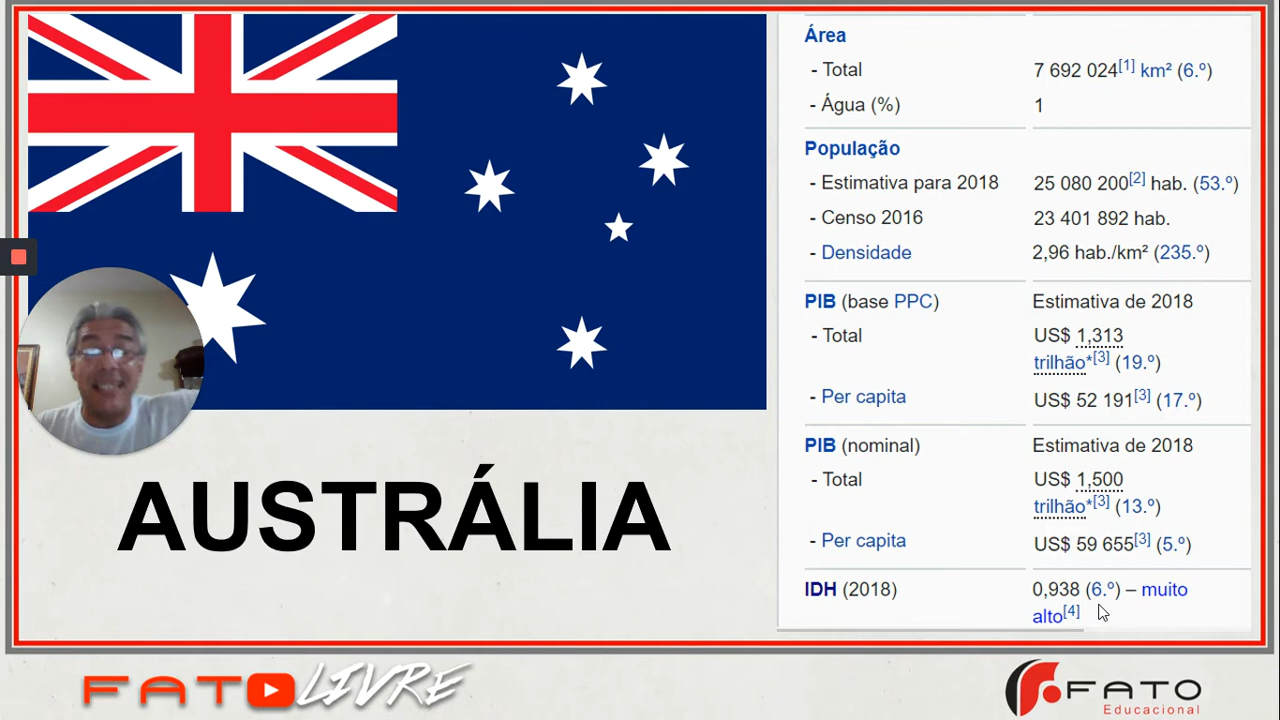 Área
- Total 7 692 024[1] km² (6.º)
- Água (%) 1
População
- Estimativa para 2018 25 080 200[2] hab. (53.º)
- Censo 2016 23 401 892 hab.
- Densidade 2,96 hab./km² (235.º)
PIB (base PPC) Estimativa de 2018
- Total US$ 1,313
trilhão*[3] (19.º)
- Per capita US$ 52 191[3] (17.º)
PIB (nominal) Estimativa de 2018
- Total US$ 1,500
trilhão*[3] (13.º)
- Per capita US$ 59 655[3] (5.º)
IDH (2018) 0,938 (6.º) – muito
alto[4]
AUSTRÁLIA
FATO LIVRE
FATO
Educacional